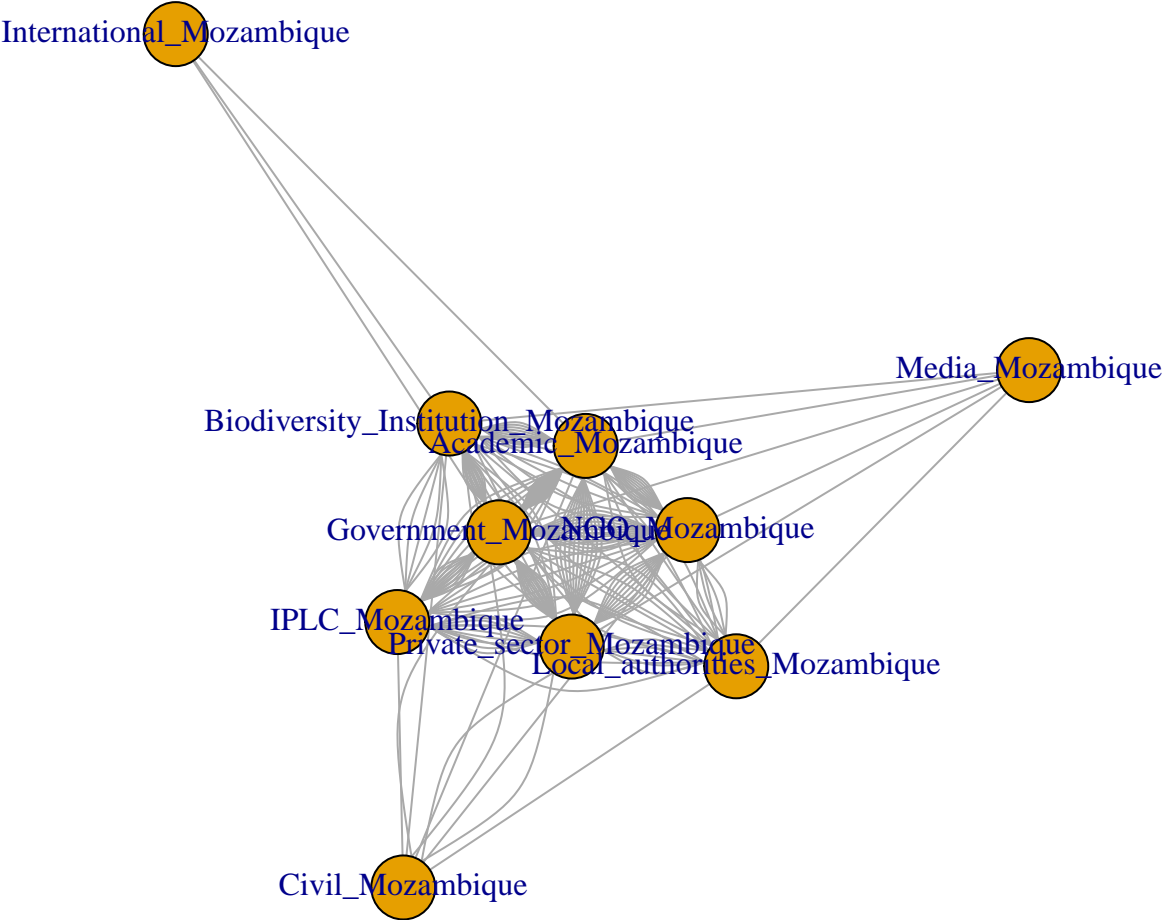 International_Mozambique
Media_Mozambique
Biodiversity_Institution_Mozambique
Academic_Mozambique
Government_Mozambique
NGO_Mozambique
IPLC_Mozambique
Private_sector_Mozambique
Local_authorities_Mozambique
Civil_Mozambique